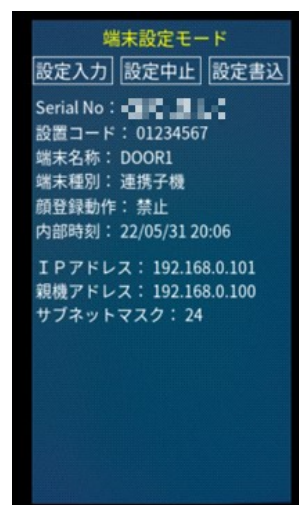 端末設定モード
設定入力 設定中止 設定書込
Serial No：
設置コード： 01234567
端末名称： DOOR1
端末種別： 連携子機
顔登録動作： 禁止
内部時刻： 22/05/31 20:06
ＩＰアドレス： 192.168.0.101
親機アドレス： 192.168.0.100
サブネットマスク： 24